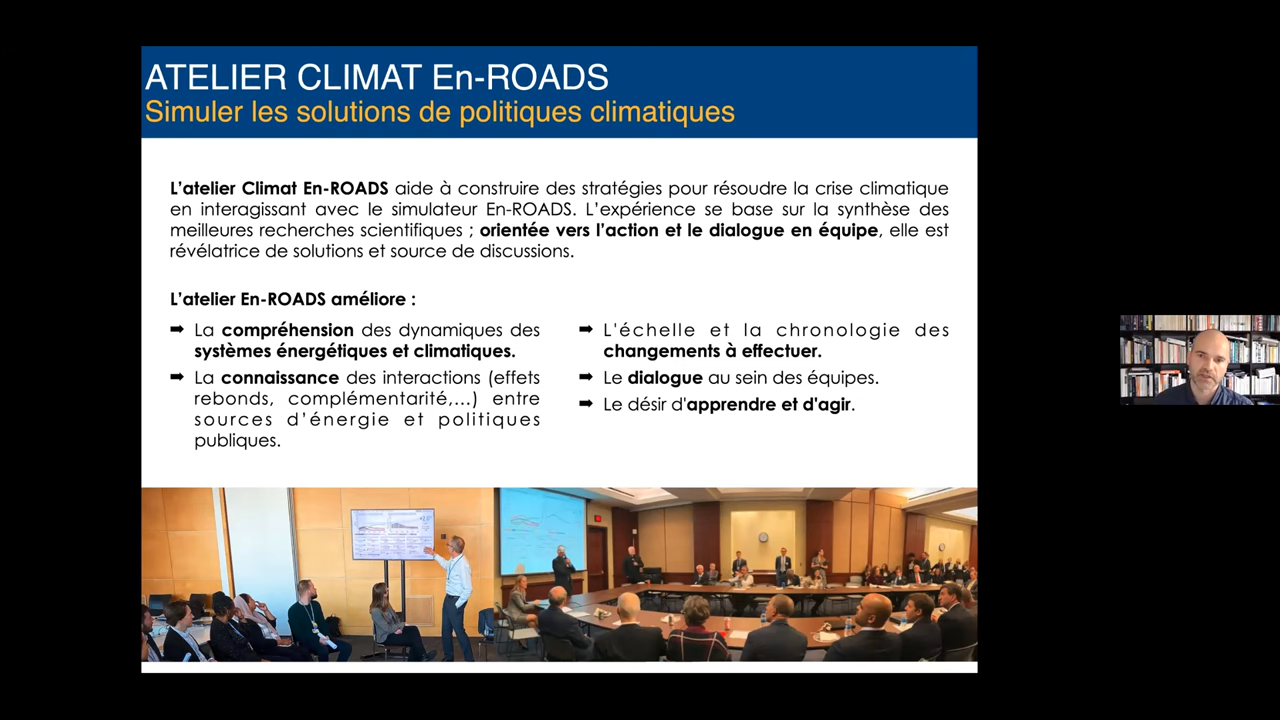 ATELIER CLIMAT En-ROADS
Simuler les solutions de politiques climatiques
L’atelier Climat En-ROADS aide à construire des stratégies pour résoudre la crise climatique
en interagissant avec le simulateur En-ROADS. L’expérience se base sur la synthèse des
meilleures recherches scientifiques ; orientée vers l’action et le dialogue en équipe, elle est
révélatrice de solutions et source de discussions.
L’atelier En-ROADS améliore :
➡ La compréhension des dynamiques des
systèmes énergétiques et climatiques.
➡ La connaissance des interactions (effets
rebonds, complémentarité,...) entre
sources d’énergie et politiques
publiques.
➡ L'échelle et la chronologie des
changements à effectuer.
➡ Le dialogue au sein des équipes.
➡ Le désir d'apprendre et d'agir.